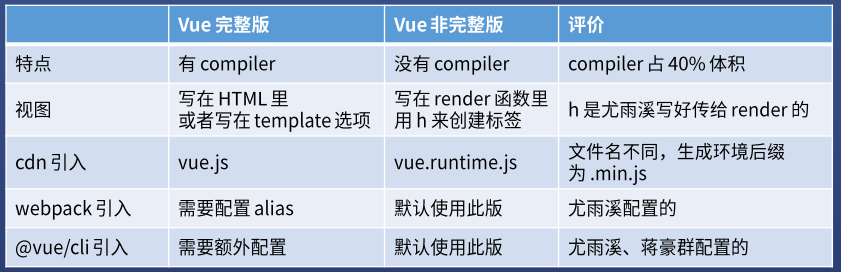 Vue 完整版 Vue 非完整版 评价
特点 有 compiler 没有 compiler compiler 占 40% 体积
视图 写在 HTML 里 写在 render 函数里 h 是尤雨溪写好传给 render 的
或者写在 template 选项 用 h 来创建标签
cdn 引入 vue.js vue.runtime.js 文件名不同，生成环境后缀
为 .min.js
webpack 引入 需要配置 alias 默认使用此版 尤雨溪配置的
@vue/cli 引入 需要额外配置 默认使用此版 尤雨溪、蒋豪群配置的